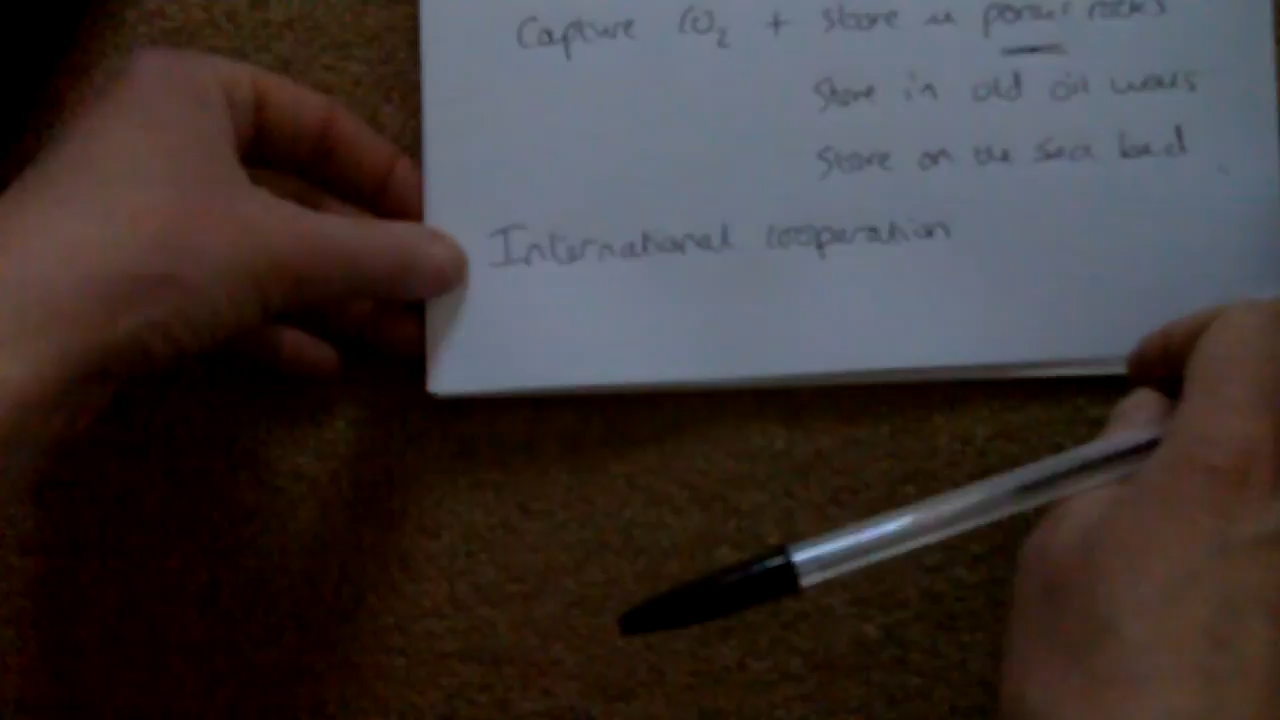 Capture CO₂ + store in porous rocks
Store in old oil wells
Store on the sea bed
International cooperation